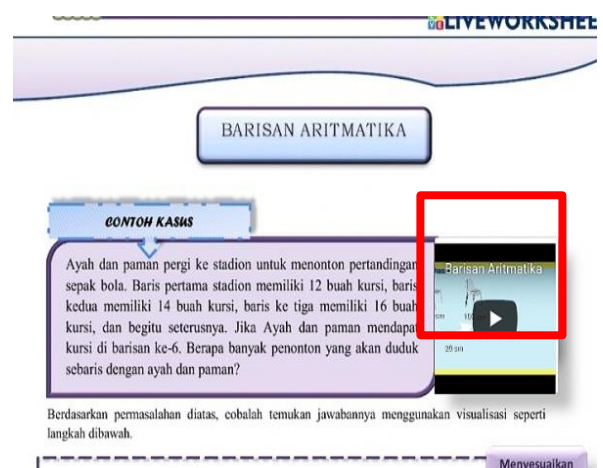 LIVEWORKSHEE
BARISAN ARITMATIKA
CONTOH KASUS
Ayah dan paman pergi ke stadion untuk menonton pertandingan
sepak bola. Baris pertama stadion memiliki 12 buah kursi, baris
kedua memiliki 14 buah kursi, baris ke tiga memiliki 16 buah
kursi, dan begitu seterusnya. Jika Ayah dan paman mendapat
kursi di barisan ke-6. Berapa banyak penonton yang akan duduk
sebaris dengan ayah dan paman?
Barisan Aritmatika
Berdasarkan permasalahan diatas, cobalah temukan jawabannya menggunakan visualisasi seperti
langkah dibawah.
Menyesuaikan